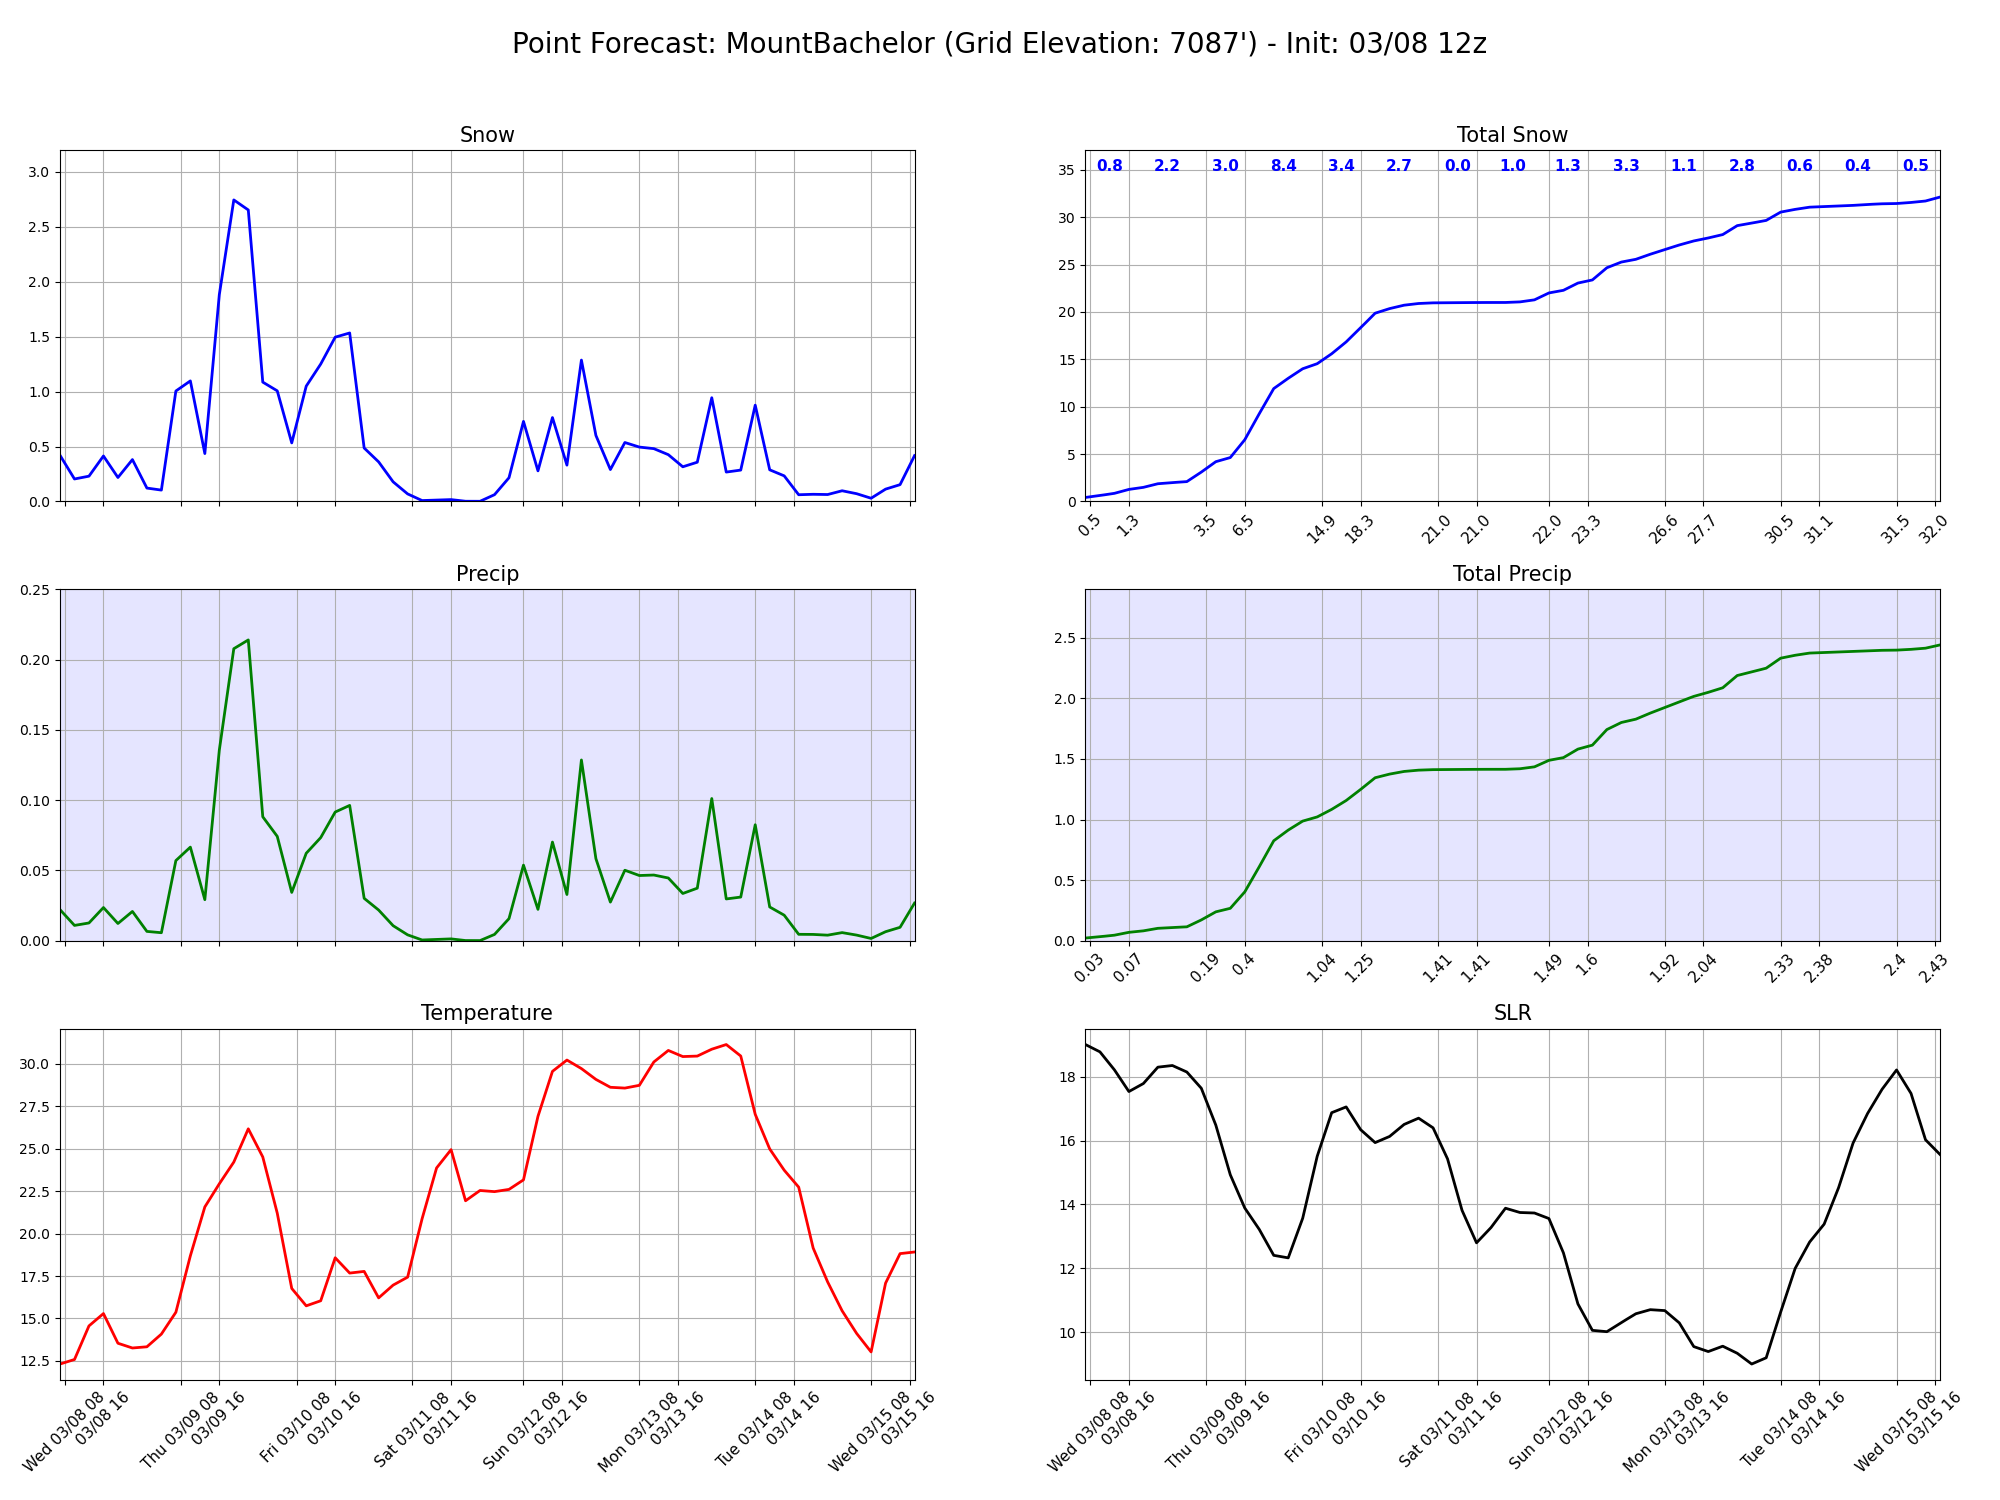 Point Forecast: MountBachelor (Grid Elevation: 7087') - Init: 03/08 12z
Snow
3.0
2.5
2.0
1.5
1.0
0.5
0.0
Total Snow
0.8 2.2 3.0 8.4 3.4 2.7 0.0 1.0 1.3 3.3 1.1 2.8 0.6 0.4 0.5
35
30
25
20
15
10
5
0
0.5 1.3 3.5 6.5 14.9 18.3 21.0 21.0 22.0 23.3 26.6 27.7 30.5 31.1 31.5 32.0
Precip
0.25
0.20
0.15
0.10
0.05
0.00
Total Precip
2.5
2.0
1.5
1.0
0.5
0.0
0.03 0.07 0.19 0.4 1.04 1.25 1.41 1.41 1.49 1.6 1.92 2.04 2.33 2.38 2.4 2.43
Temperature
30.0
27.5
25.0
22.5
20.0
17.5
15.0
12.5
Wed 03/08 08
03/08 16
Thu 03/09 08
03/09 16
Fri 03/10 08
03/10 16
Sat 03/11 08
03/11 16
Sun 03/12 08
03/12 16
Mon 03/13 08
03/13 16
Tue 03/14 08
03/14 16
Wed 03/15 08
03/15 16
SLR
18
16
14
12
10
Wed 03/08 08
03/08 16
Thu 03/09 08
03/09 16
Fri 03/10 08
03/10 16
Sat 03/11 08
03/11 16
Sun 03/12 08
03/12 16
Mon 03/13 08
03/13 16
Tue 03/14 08
03/14 16
Wed 03/15 08
03/15 16